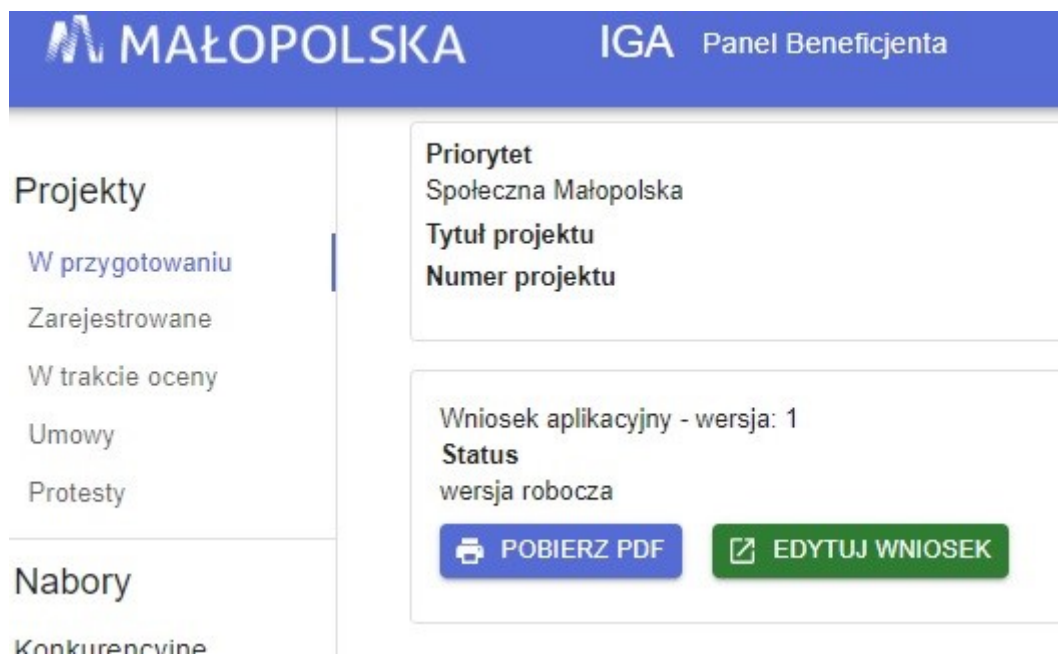 MAŁOPOLSKA IGA Panel Beneficjenta
Projekty
W przygotowaniu
Zarejestrowane
W trakcie oceny
Umowy
Protesty
Nabory
Konkurencyjne
Priorytet
Społeczna Małopolska
Tytuł projektu
Numer projektu
Wniosek aplikacyjny - wersja: 1
Status
wersja robocza
POBIERZ PDF EDYTUJ WNIOSEK